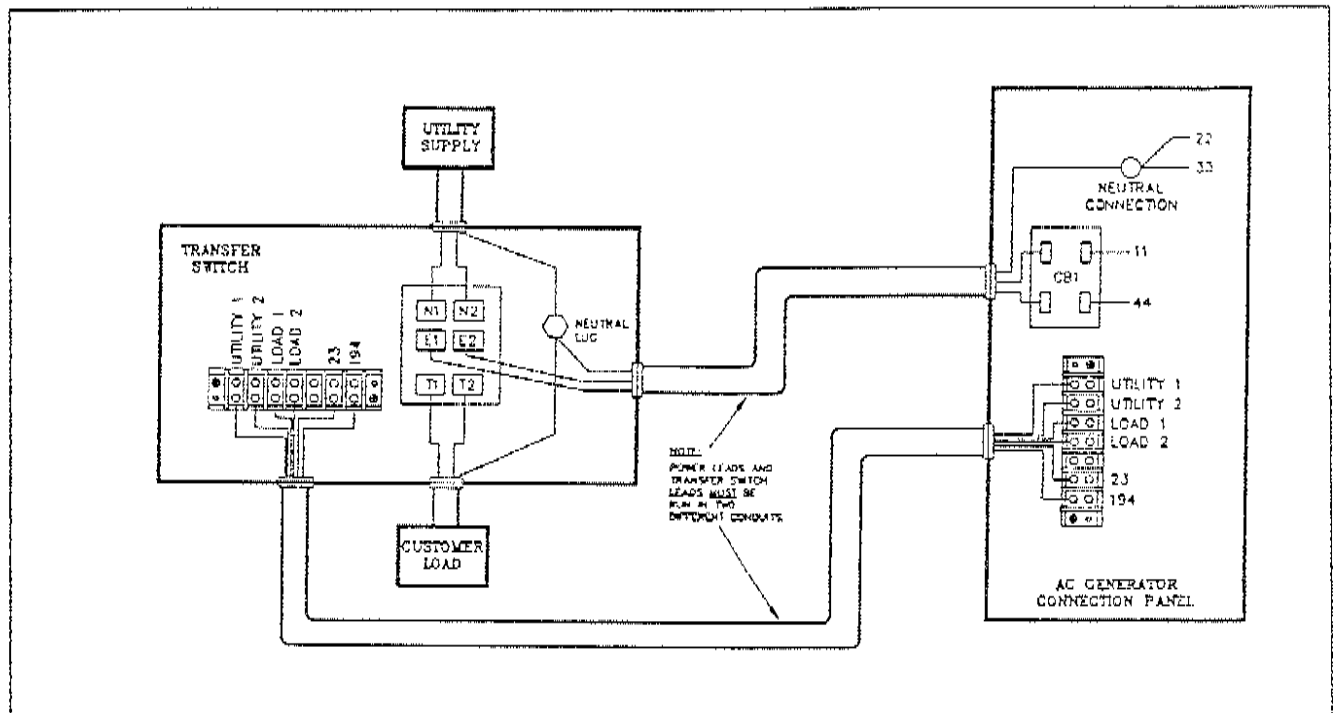 UTILITY
SUPPLY
TRANSFER
SWITCH
UTILITY 1
UTILITY 2
LOAD 1
LOAD 2
23
194
N1 N2
E1 E2
T1 T2
NEUTRAL
LUG
CUSTOMER
LOAD
NOTE:
POWER LEADS AND
TRANSFER SWITCH
LEADS MUST BE
RUN IN TWO
DIFFERENT CONDUITS
22
33
NEUTRAL
CONNECTION
CB1
11
44
UTILITY 1
UTILITY 2
LOAD 1
LOAD 2
23
194
AC GENERATOR
CONNECTION PANEL